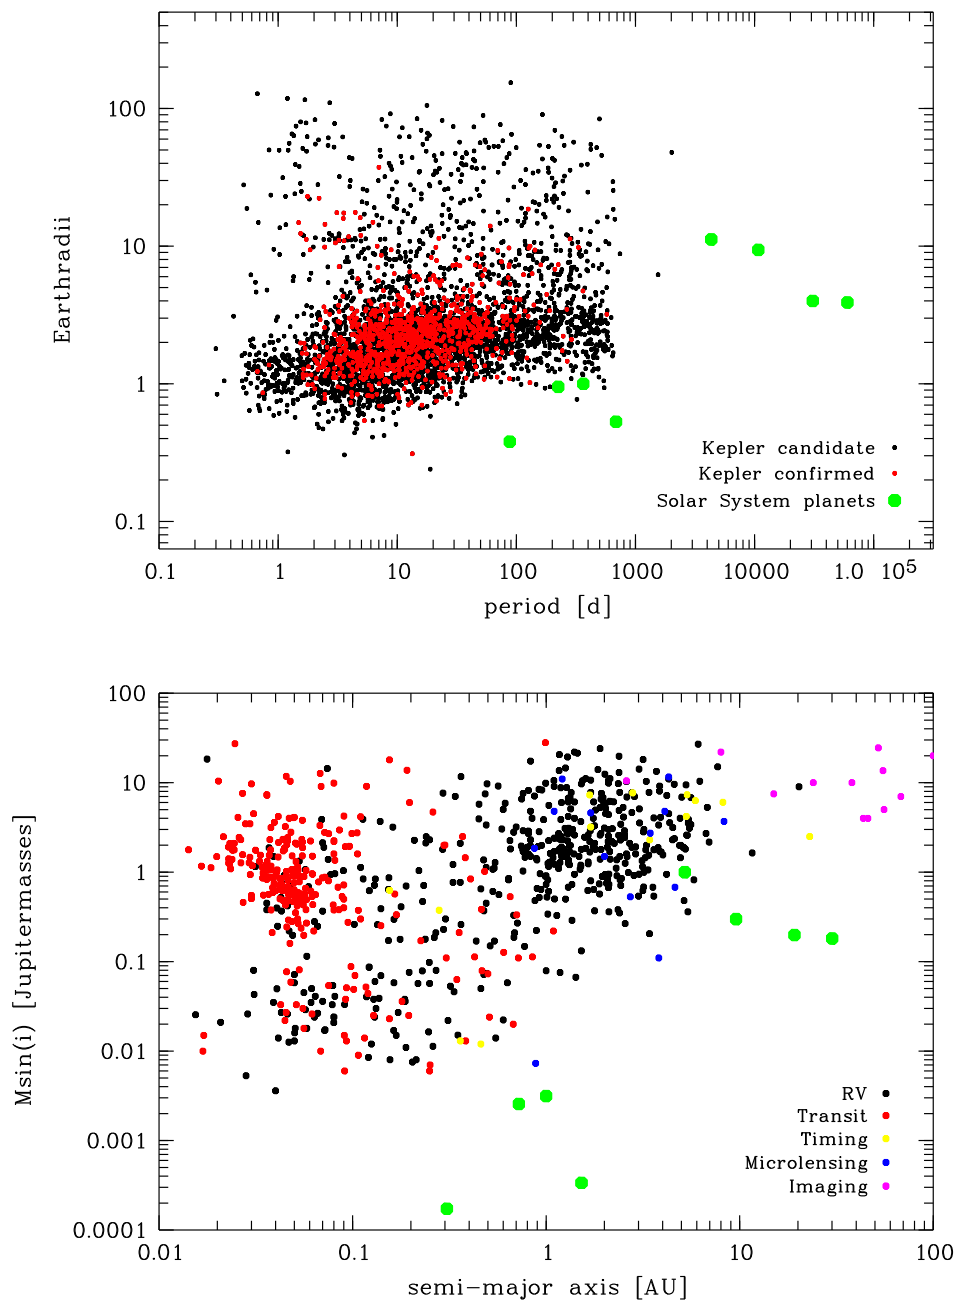 100
10
1
0.1
Earthradii
Kepler candidate
Kepler confirmed
Solar System planets
0.1 1 10 100 1000 10000 1.0 10⁵
period [d]
100
10
1
0.1
0.01
0.001
0.0001
Msin(i) [Jupitermasses]
RV
Transit
Timing
Microlensing
Imaging
0.01 0.1 1 10 100
semi-major axis [AU]